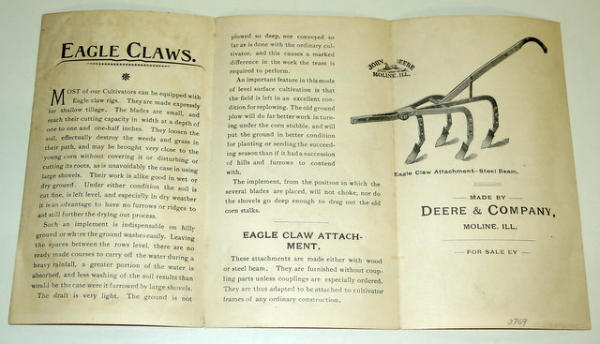 EAGLE CLAWS.
MOST of our Cultivators can be equipped with
Eagle claw rigs. They are made expressly
for shallow tillage. The blades are small, and
reach their cutting capacity in width at a depth of
one to one and one-half inches. They loosen the
soil, effectually destroy the weeds and grass in
their path, and may be brought very close to the
young corn without covering it or disturbing or
cutting its roots, as is unavoidably the case in using
large shovels. Their work is alike good in wet or
dry ground. Under either condition the soil is
cut fine, is left level, and especially in dry weather
it is an advantage to have no furrows or ridges to
aid still further the drying out process.
Such an implement is indispensable on hilly
ground or where the ground washes easily. Leaving
the spaces between the rows level, there are no
ready made courses to carry off the water during a
heavy rainfall, a greater portion of the water is
absorbed, and less washing of the soil results than
would be the case were it furrowed by large shovels.
The draft is very light. The ground is not
plowed so deep, nor conveyed so
far as is done with the ordinary cul-
tivator, and this causes a marked
difference in the work the team is
required to perform.
An important feature in this mode
of level surface cultivation is that
the field is left in an excellent con-
dition for replowing. The old ground
plow will do far better work in turn-
ing under the corn stubble, and will
put the ground in better condition
for planting or seeding the succeed-
ing season than if it had a succession
of hills and furrows to contend
with.
The implement, from the position in which the
several blades are placed, will not choke, nor do
the shovels go deep enough to drag out the old
corn stalks.
EAGLE CLAW ATTACH-
MENT.
These attachments are made either with wood
or steel beam. They are furnished without coup-
ling parts unless couplings are especially ordered.
They are thus adapted to be attached to cultivator
frames of any ordinary construction.
JOHN DEERE
MOLINE, ILL.
Eagle Claw Attachment—Steel Beam.
MADE BY
DEERE & COMPANY,
MOLINE, ILL.
FOR SALE BY